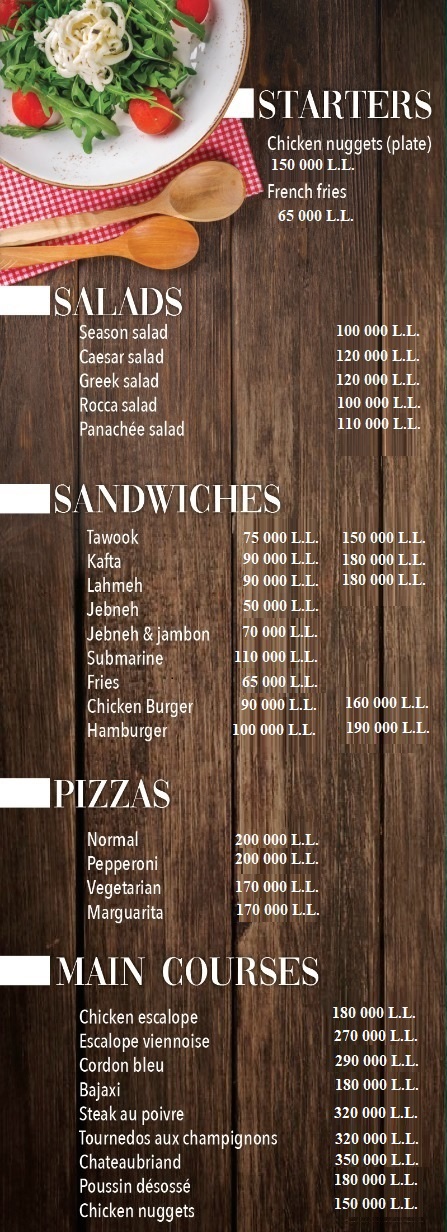 STARTERS
Chicken nuggets (plate)
150 000 L.L.
French fries
65 000 L.L.
SALADS
Season salad 100 000 L.L.
Caesar salad 120 000 L.L.
Greek salad 120 000 L.L.
Rocca salad 100 000 L.L.
Panachée salad 110 000 L.L.
SANDWICHES
Tawook 75 000 L.L. 150 000 L.L.
Kafta 90 000 L.L. 180 000 L.L.
Lahmeh 90 000 L.L. 180 000 L.L.
Jebneh 50 000 L.L.
Jebneh & jambon 70 000 L.L.
Submarine 110 000 L.L.
Fries 65 000 L.L.
Chicken Burger 90 000 L.L. 160 000 L.L.
Hamburger 100 000 L.L. 190 000 L.L.
PIZZAS
Normal 200 000 L.L.
Pepperoni 200 000 L.L.
Vegetarian 170 000 L.L.
Marguarita 170 000 L.L.
MAIN COURSES
Chicken escalope 180 000 L.L.
Escalope viennoise 270 000 L.L.
Cordon bleu 290 000 L.L.
Bajaxi 180 000 L.L.
Steak au poivre 320 000 L.L.
Tournedos aux champignons 320 000 L.L.
Chateaubriand 350 000 L.L.
Poussin désossé 180 000 L.L.
Chicken nuggets 150 000 L.L.